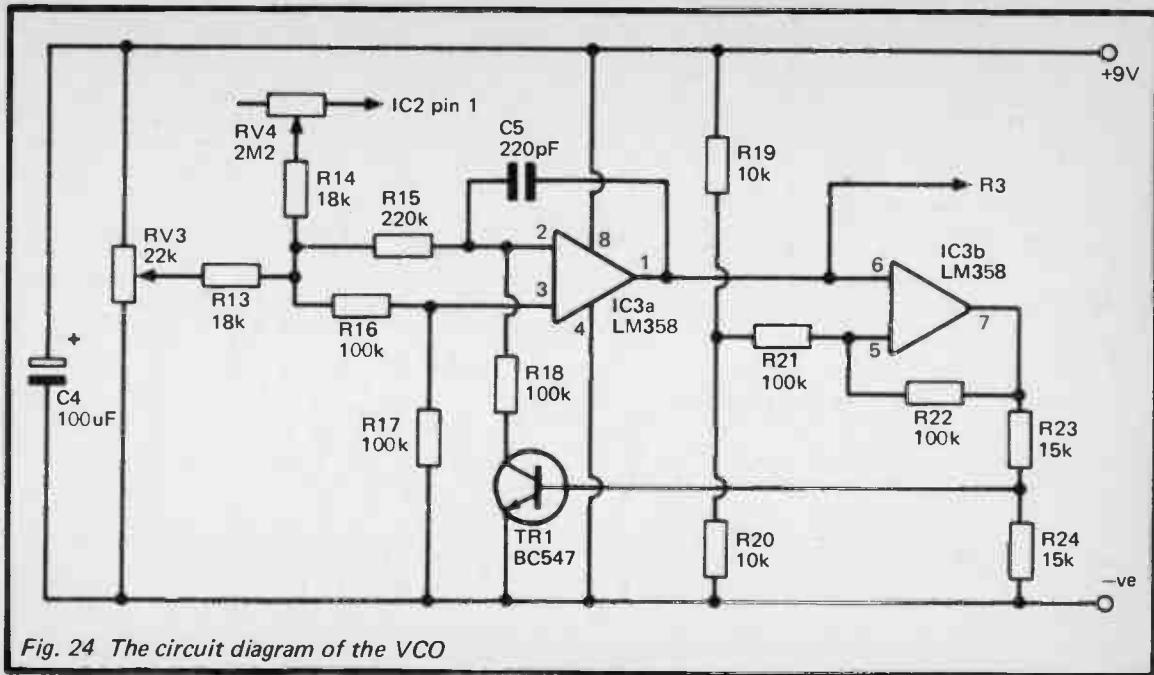 +9V
IC2 pin 1
RV4
2M2
C5
220pF
R19
10k
R14
18k
R15
220k
R3
RV3
22k
2
8
1
3
4
IC3a
LM358
IC3b
LM358
6
7
5
R13
18k
R16
100k
R21
100k
+
C4
100uF
R18
100k
R22
100k
R17
100k
R23
15k
TR1
BC547
R20
10k
R24
15k
−ve
Fig. 24 The circuit diagram of the VCO